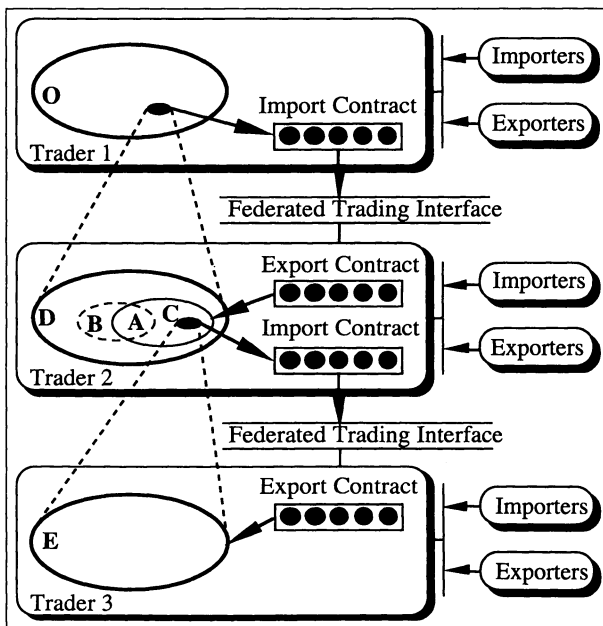 Importers
O
Import Contract
Exporters
Trader 1
Federated Trading Interface
Export Contract
Importers
D
B
A
C
Import Contract
Exporters
Trader 2
Federated Trading Interface
Export Contract
Importers
E
Exporters
Trader 3